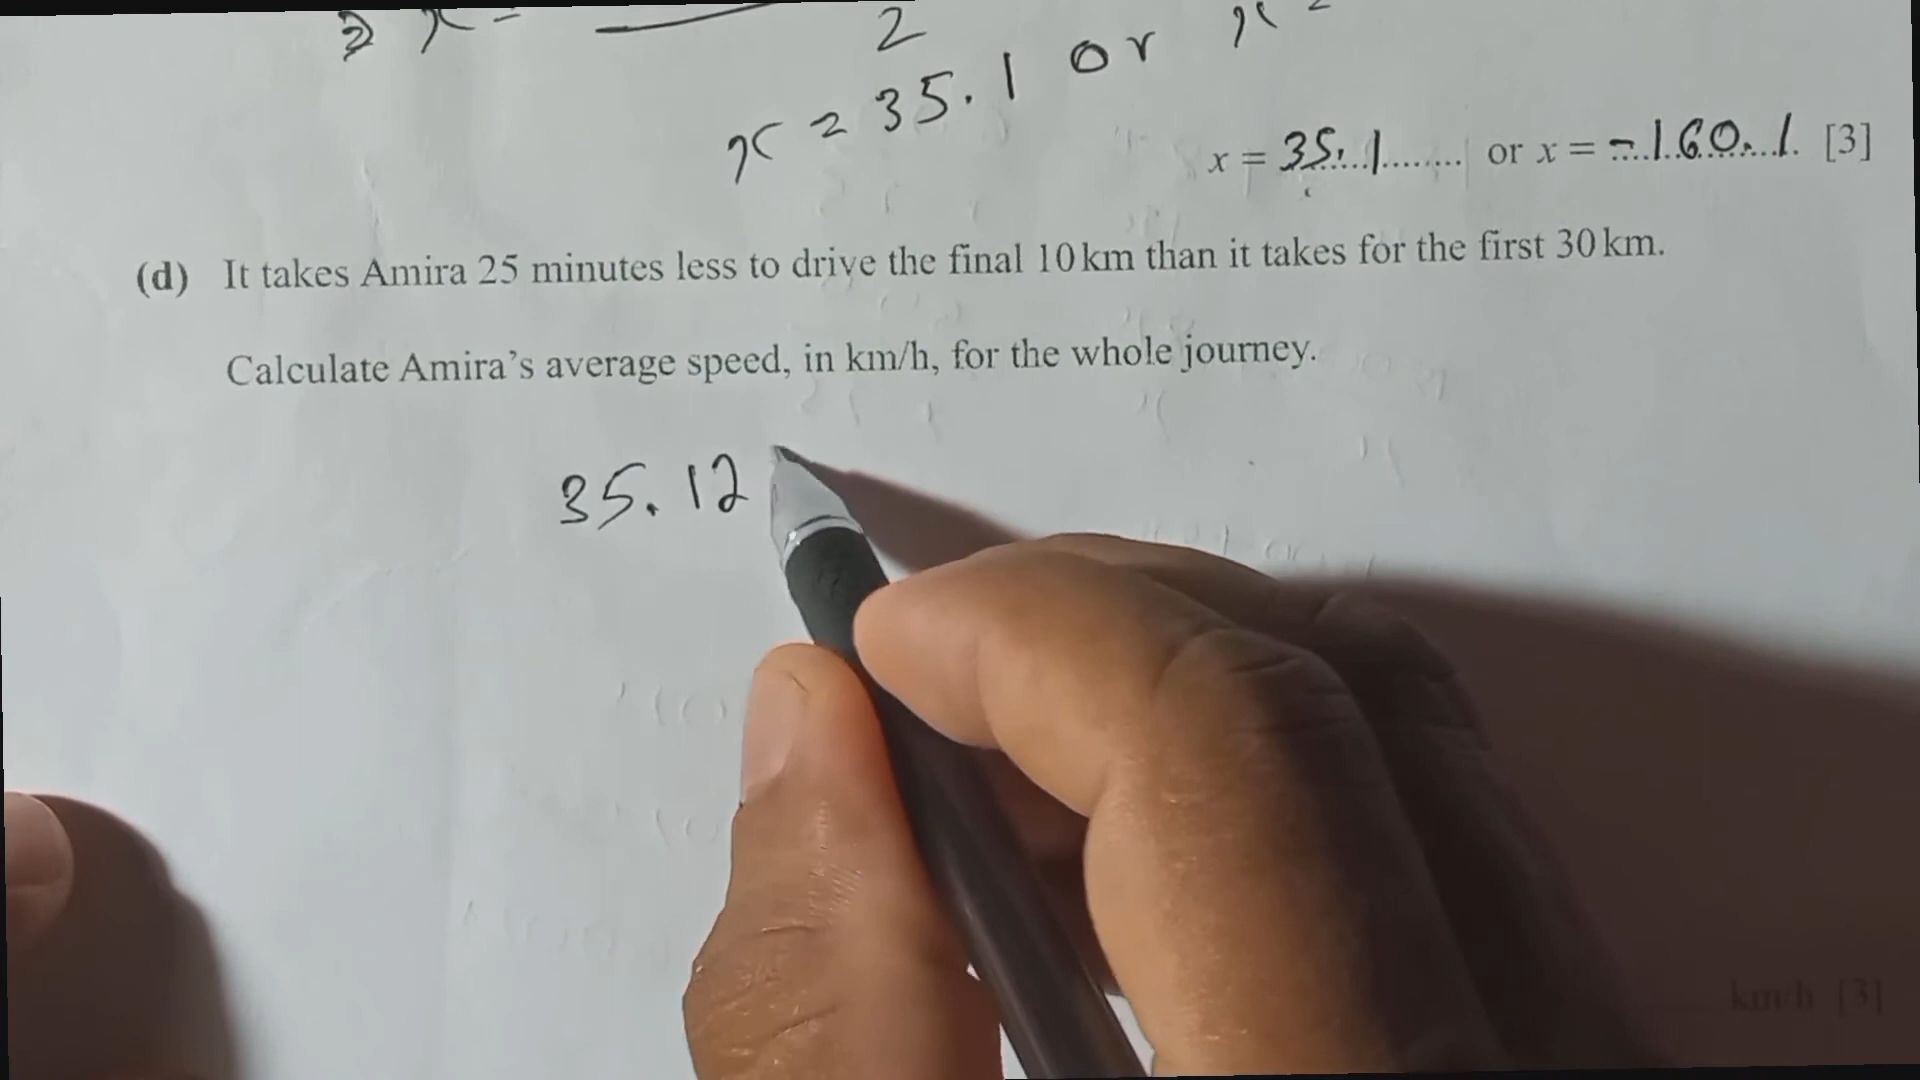 2
x = 35.1 or x =
x = 35.1 or x = -160.1 [3]
(d) It takes Amira 25 minutes less to drive the final 10 km than it takes for the first 30 km.
Calculate Amira's average speed, in km/h, for the whole journey.
35.12
km/h [3]